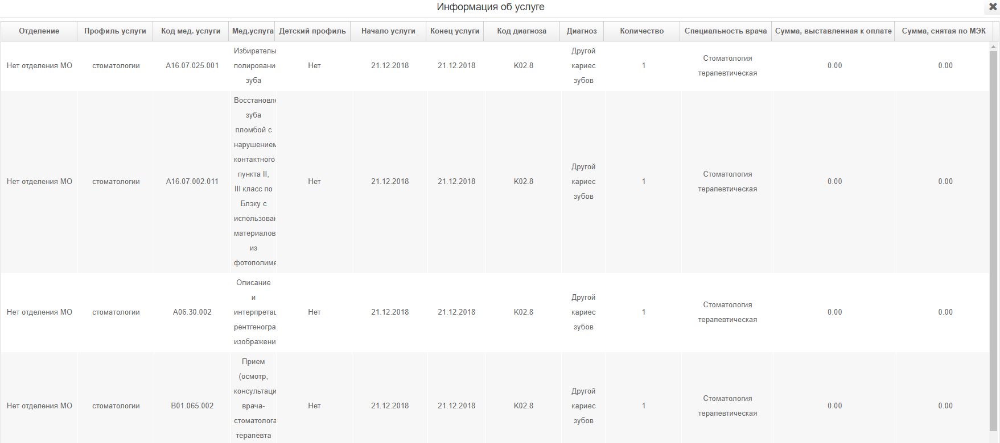 Информация об услуге
Отделение Профиль услуги Код мед. услуги Мед.услуга Детский профиль Начало услуги Конец услуги Код диагноза Диагноз Количество Специальность врача Сумма, выставленная к оплате Сумма, снятая по МЭК
Нет отделения МО стоматологии A16.07.025.001 Избиратель
полировани
зуба Нет 21.12.2018 21.12.2018 K02.8 Другой
кариес
зубов 1 Стоматология
терапевтическая 0.00 0.00
Нет отделения МО стоматологии A16.07.002.011 Восстановле
зуба
пломбой с
нарушением
контактного
пункта II,
III класс по
Блэку с
использован
материалов
из
фотополиме Нет 21.12.2018 21.12.2018 K02.8 Другой
кариес
зубов 1 Стоматология
терапевтическая 0.00 0.00
Нет отделения МО стоматологии A06.30.002 Описание
и
интерпретац
рентгеногра
изображени Нет 21.12.2018 21.12.2018 K02.8 Другой
кариес
зубов 1 Стоматология
терапевтическая 0.00 0.00
Нет отделения МО стоматологии B01.065.002 Прием
(осмотр,
консультаци
врача-
стоматолога
терапевта Нет 21.12.2018 21.12.2018 K02.8 Другой
кариес
зубов 1 Стоматология
терапевтическая 0.00 0.00